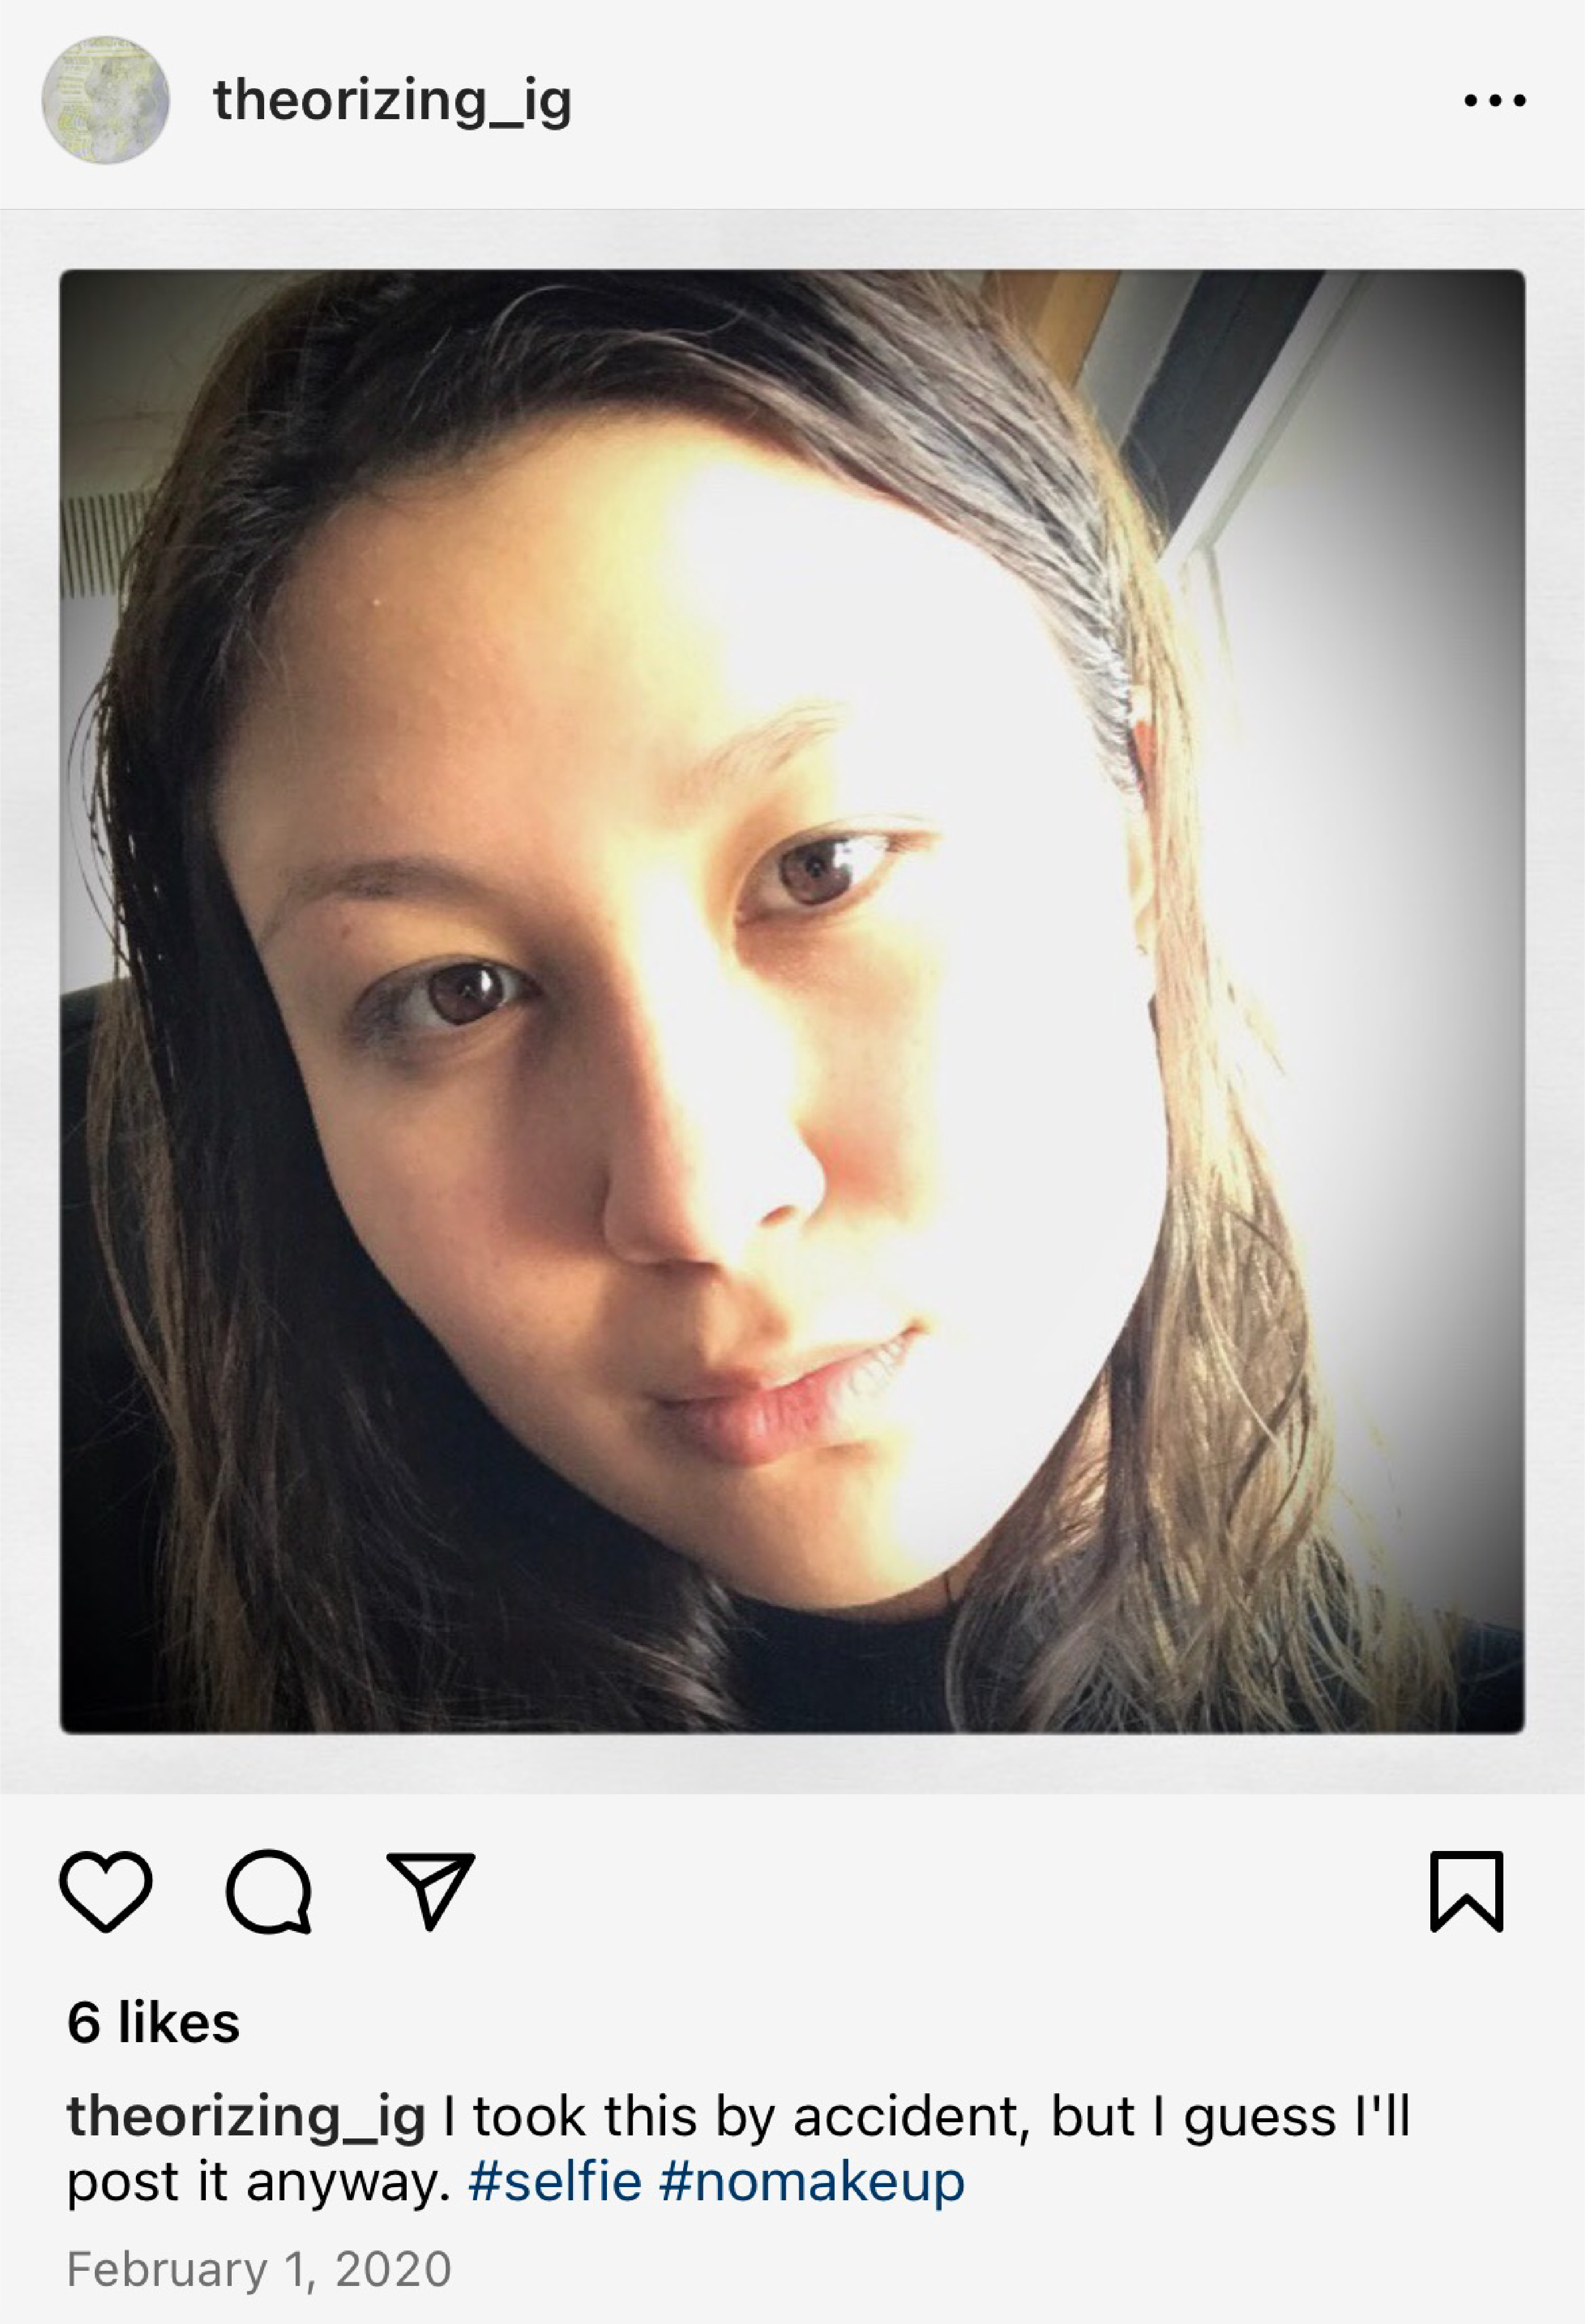 theorizing_ig
6 likes
theorizing_ig I took this by accident, but I guess I'll
post it anyway. #selfie #nomakeup
February 1, 2020